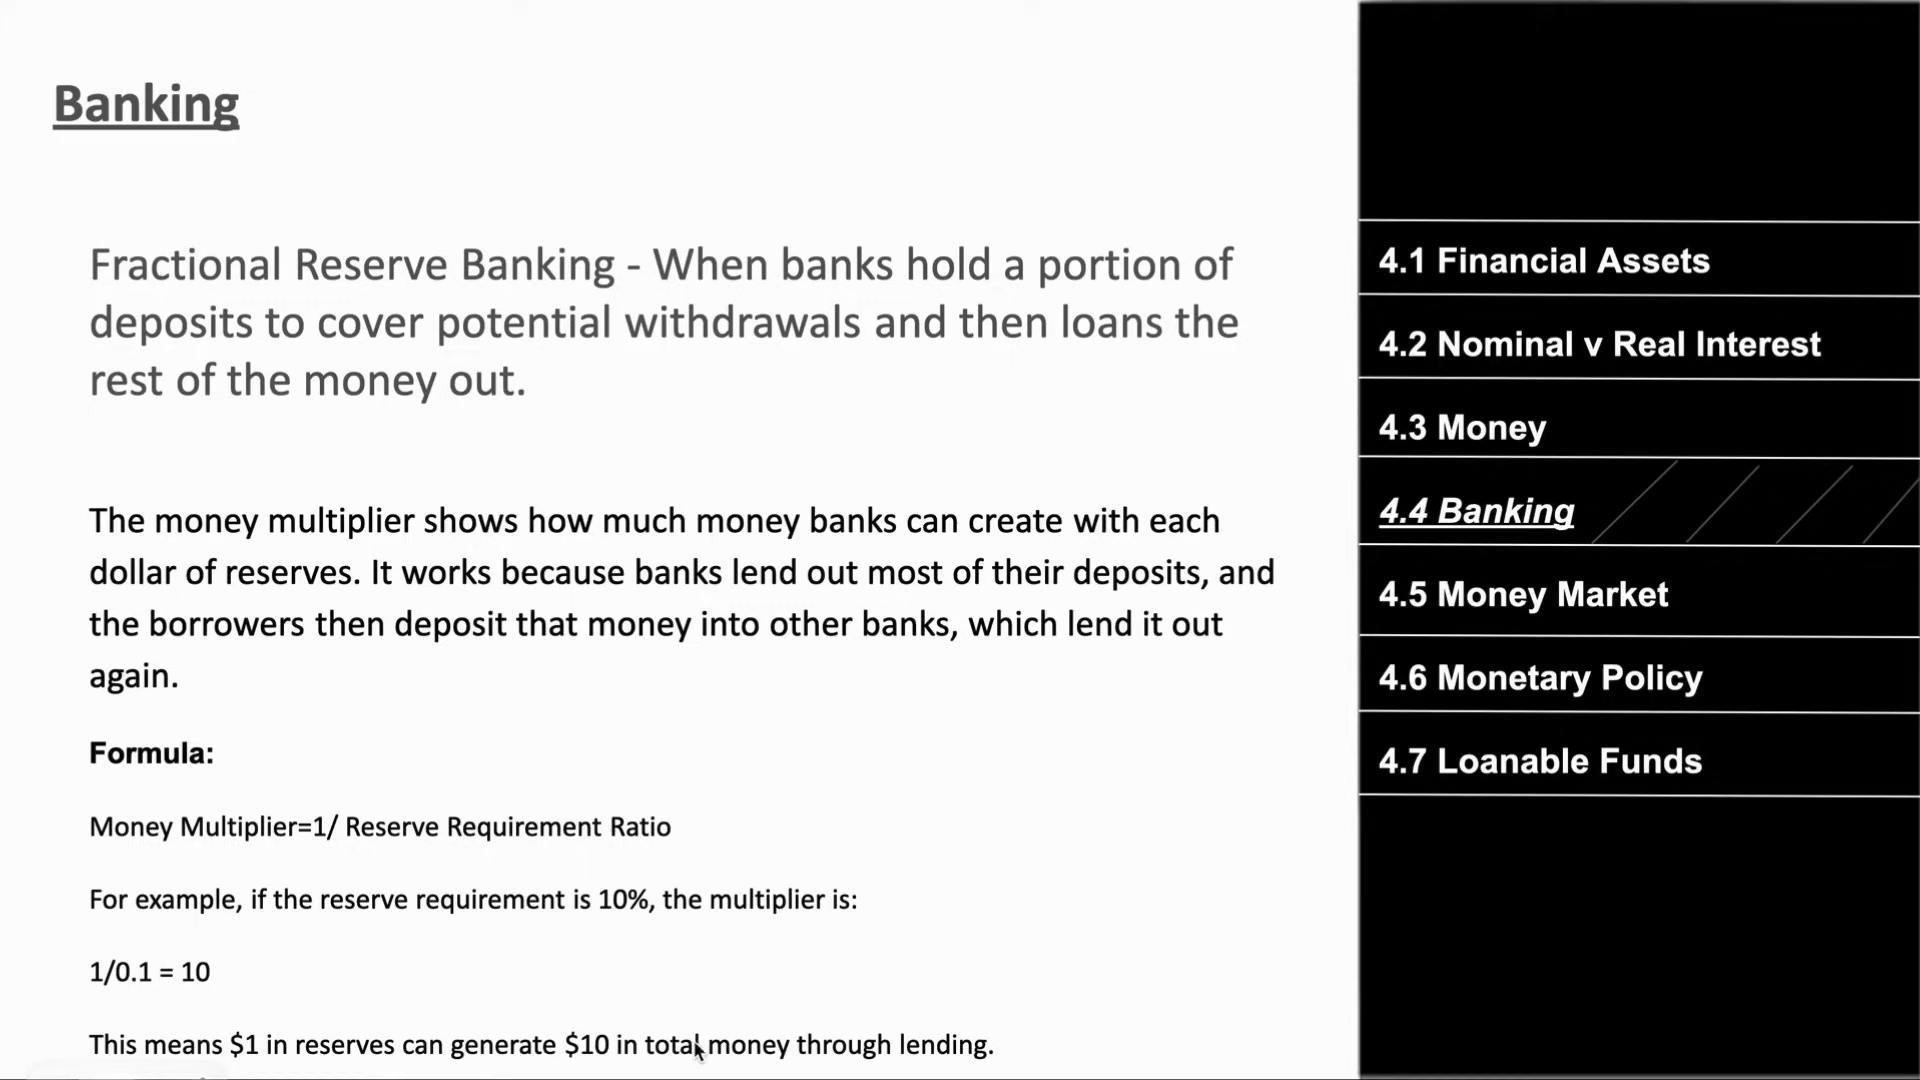 Banking
Fractional Reserve Banking - When banks hold a portion of
deposits to cover potential withdrawals and then loans the
rest of the money out.
The money multiplier shows how much money banks can create with each
dollar of reserves. It works because banks lend out most of their deposits, and
the borrowers then deposit that money into other banks, which lend it out
again.
Formula:
Money Multiplier=1/ Reserve Requirement Ratio
For example, if the reserve requirement is 10%, the multiplier is:
1/0.1 = 10
This means $1 in reserves can generate $10 in total money through lending.
4.1 Financial Assets
4.2 Nominal v Real Interest
4.3 Money
4.4 Banking
4.5 Money Market
4.6 Monetary Policy
4.7 Loanable Funds